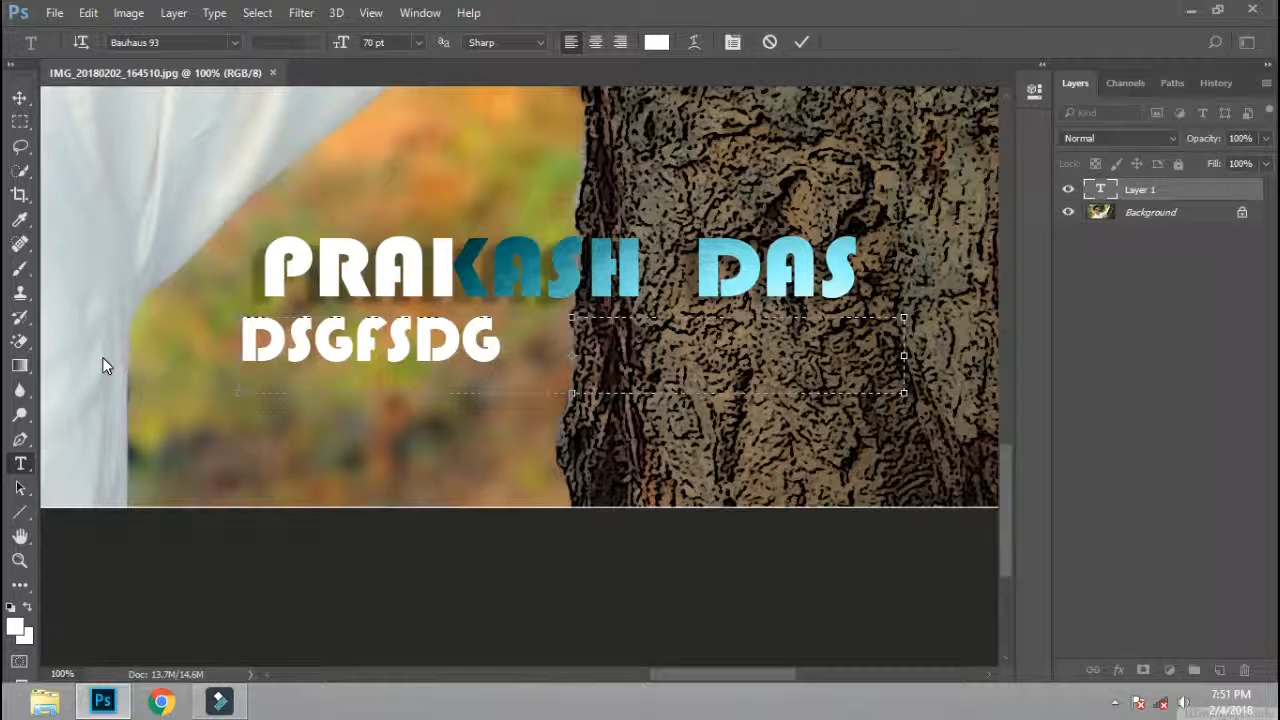 Ps File Edit Image Layer Type Select Filter 3D View Window Help
T Bauhaus 93 70 pt Sharp
IMG_20180202_164510.jpg @ 100% (RGB/8) ×
Layers Channels Paths History
Kind
Normal Opacity: 100%
Lock: Fill: 100%
T Layer 1
Background
PRAKASH DAS
DSGFSDG
100% Doc: 13.7M/14.6M
Ps
7:51 PM
2/4/2018